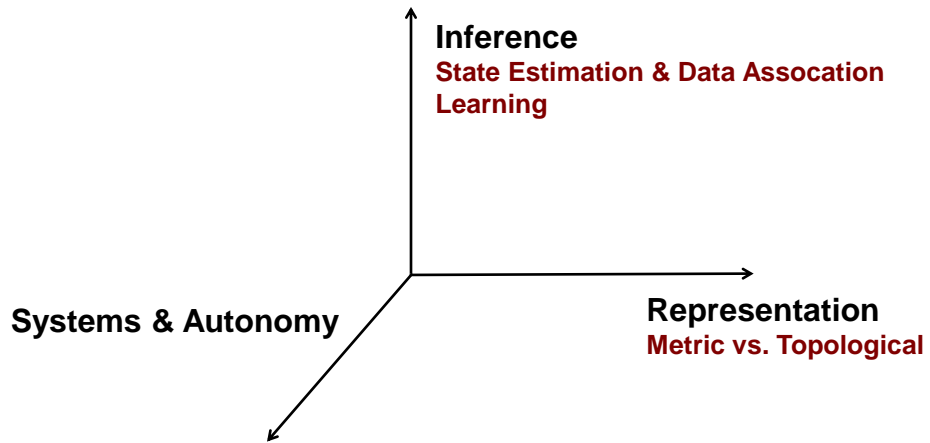 Inference
State Estimation & Data Assocation
Learning
Systems & Autonomy
Representation
Metric vs. Topological